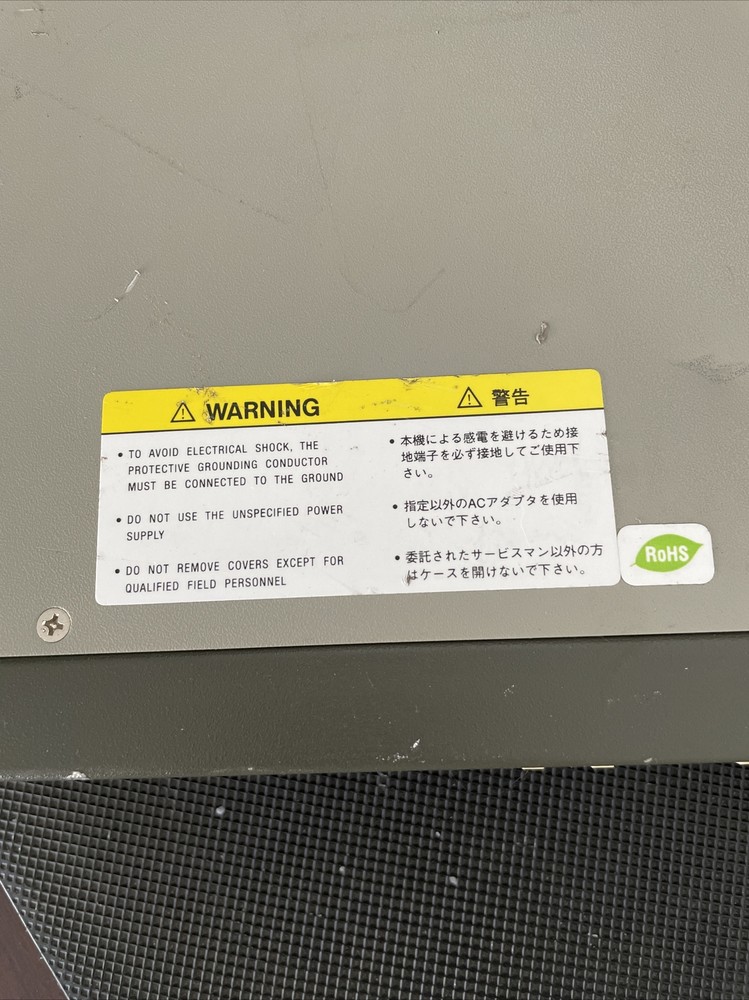 ⚠ WARNING
• TO AVOID ELECTRICAL SHOCK, THE
PROTECTIVE GROUNDING CONDUCTOR
MUST BE CONNECTED TO THE GROUND
• DO NOT USE THE UNSPECIFIED POWER
SUPPLY
• DO NOT REMOVE COVERS EXCEPT FOR
QUALIFIED FIELD PERSONNEL
⚠ 警告
• 本機による感電を避けるため接
地端子を必ず接地してご使用下
さい。
• 指定以外のACアダプタを使用
しないで下さい。
• 委託されたサービスマン以外の方
はケースを開けないで下さい。
RoHS